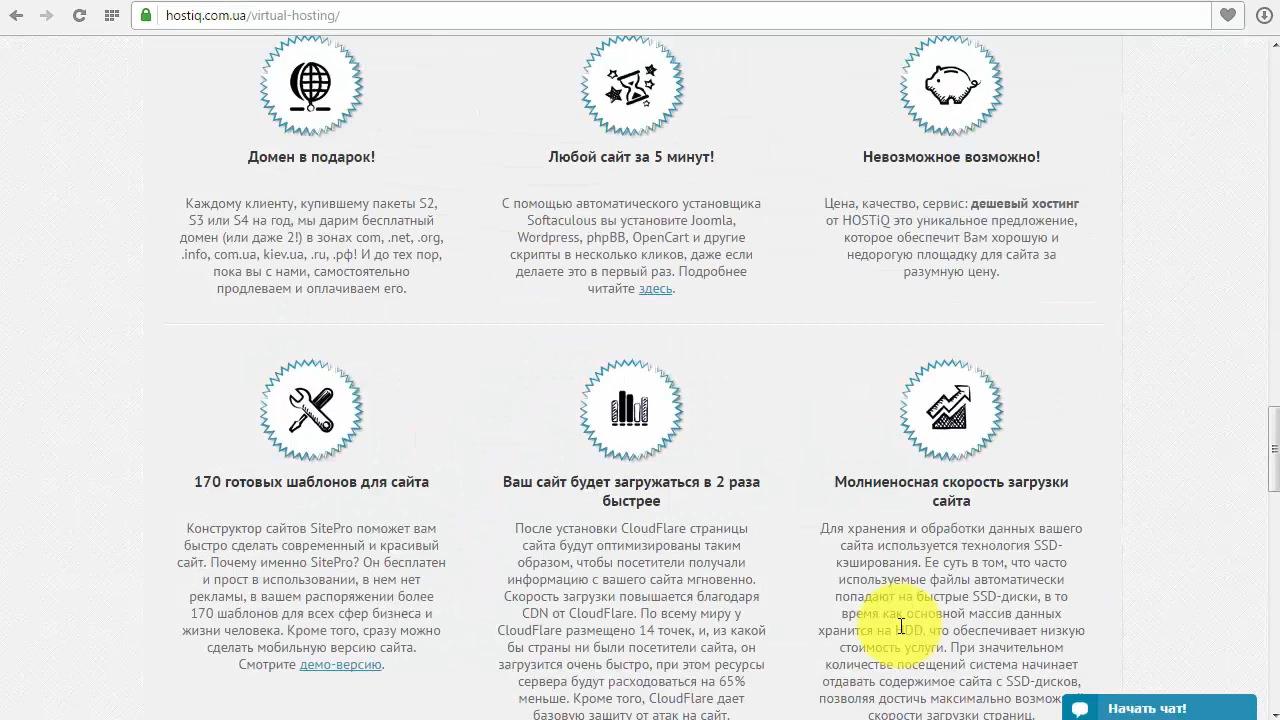 hostiq.com.ua/virtual-hosting/
Домен в подарок!
Каждому клиенту, купившему пакеты S2,
S3 или S4 на год, мы дарим бесплатный
домен (или даже 2!) в зонах com, .net, .org,
.info, com.ua, kiev.ua, .ru, .рф! И до тех пор,
пока вы с нами, самостоятельно
продлеваем и оплачиваем его.
Любой сайт за 5 минут!
С помощью автоматического установщика
Softaculous вы установите Joomla,
Wordpress, phpBB, OpenCart и другие
скрипты в несколько кликов, даже если
делаете это в первый раз. Подробнее
читайте здесь.
Невозможное возможно!
Цена, качество, сервис: дешевый хостинг
от HOSTiQ это уникальное предложение,
которое обеспечит Вам хорошую и
недорогую площадку для сайта за
разумную цену.
170 готовых шаблонов для сайта
Конструктор сайтов SitePro поможет вам
быстро сделать современный и красивый
сайт. Почему именно SitePro? Он бесплатен
и прост в использовании, в нем нет
рекламы, в вашем распоряжении более
170 шаблонов для всех сфер бизнеса и
жизни человека. Кроме того, сразу можно
сделать мобильную версию сайта.
Смотрите демо-версию.
Ваш сайт будет загружаться в 2 раза
быстрее
После установки CloudFlare страницы
сайта будут оптимизированы таким
образом, чтобы посетители получали
информацию с вашего сайта мгновенно.
Скорость загрузки повышается благодаря
CDN от CloudFlare. По всему миру у
CloudFlare размещено 14 точек, и, из какой
бы страны ни были посетители сайта, он
загрузится очень быстро, при этом ресурсы
сервера будут расходоваться на 65%
меньше. Кроме того, CloudFlare дает
базовую защиту от атак на сайт.
Молниеносная скорость загрузки
сайта
Для хранения и обработки данных вашего
сайта используется технология SSD-
кэширования. Ее суть в том, что часто
используемые файлы автоматически
попадают на быстрые SSD-диски, в то
время как основной массив данных
хранится на HDD, что обеспечивает низкую
стоимость услуги. При значительном
количестве посещений система начинает
отдавать содержимое сайта с SSD-дисков,
позволяя достичь максимально возможной
скорости загрузки страниц.
Начать чат!